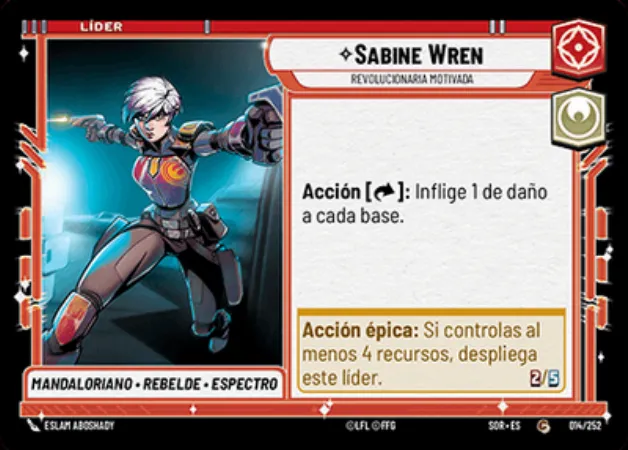 LÍDER
SABINE WREN
REVOLUCIONARIA MOTIVADA
Acción [ ]: Inflige 1 de daño
a cada base.
Acción épica: Si controlas al
menos 4 recursos, despliega
este líder.
2/5
MANDALORIANO • REBELDE • ESPECTRO
ESLAM ABOSHADY
©LFL ©FFG
SOR • ES
C
014/252